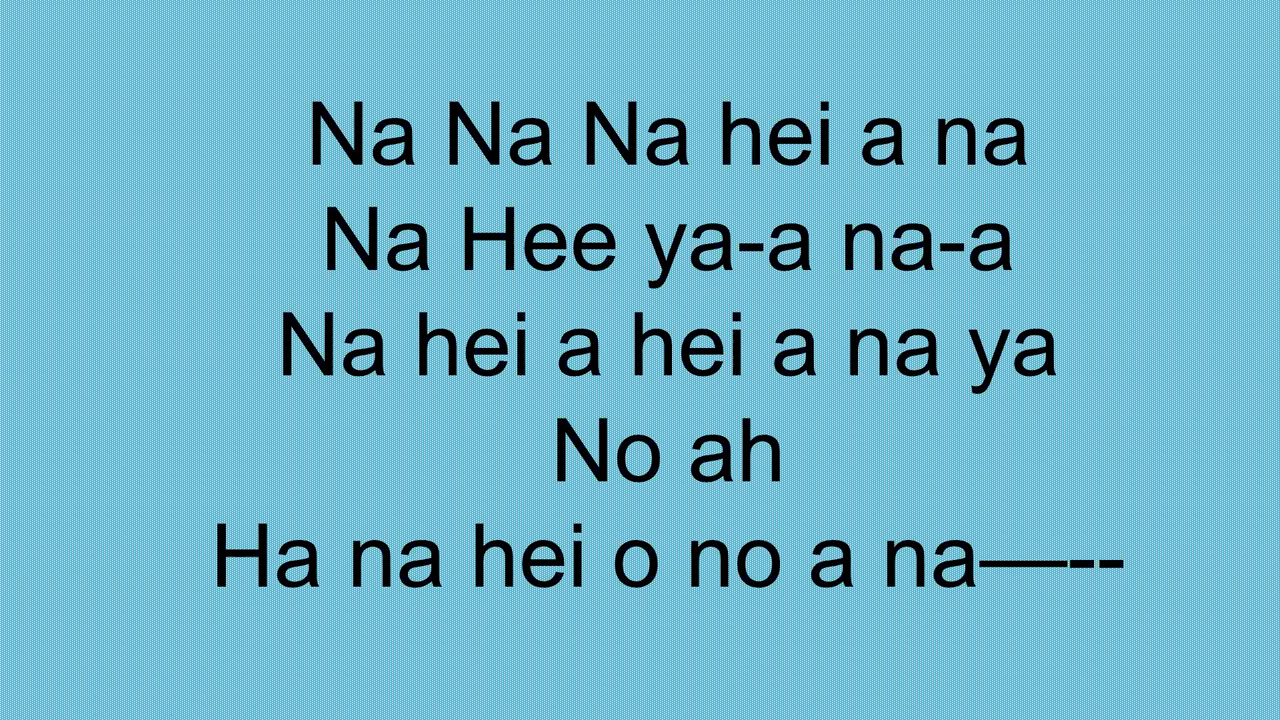 Na Na Na hei a na
Na Hee ya-a na-a
Na hei a hei a na ya
No ah
Ha na hei o no a na—--